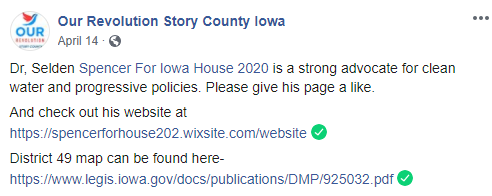 OUR
REVOLUTION
STORY COUNTY
Our Revolution Story County Iowa
April 14 ·
Dr, Selden Spencer For Iowa House 2020 is a strong advocate for clean
water and progressive policies. Please give his page a like.
And check out his website at
https://spencerforhouse202.wixsite.com/website
District 49 map can be found here-
https://www.legis.iowa.gov/docs/publications/DMP/925032.pdf